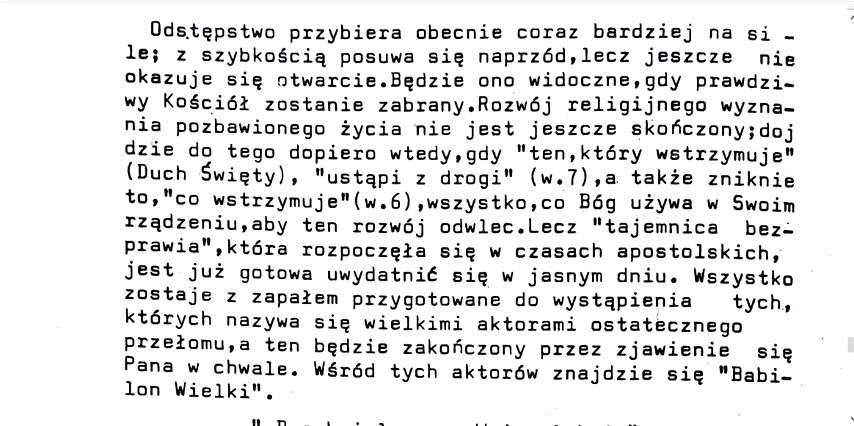 Odstępstwo przybiera obecnie coraz bardziej na si -
le; z szybkością posuwa się naprzód,lecz jeszcze nie
okazuje się otwarcie.Będzie ono widoczne,gdy prawdzi-
wy Kościół zostanie zabrany.Rozwój religijnego wyzna-
nia pozbawionego życia nie jest jeszcze skończony;doj
dzie do tego dopiero wtedy,gdy "ten,który wstrzymuje"
(Duch Święty), "ustąpi z drogi" (w.7),a także zniknie
to,"co wstrzymuje"(w.6),wszystko,co Bóg używa w Swoim
rządzeniu,aby ten rozwój odwlec.Lecz "tajemnica bez-
prawia",która rozpoczęła się w czasach apostolskich,
jest już gotowa uwydatnić się w jasnym dniu. Wszystko
zostaje z zapałem przygotowane do wystąpienia tych,
których nazywa się wielkimi aktorami ostatecznego
przełomu,a ten będzie zakończony przez zjawienie się
Pana w chwale. Wśród tych aktorów znajdzie się "Babi-
lon Wielki".